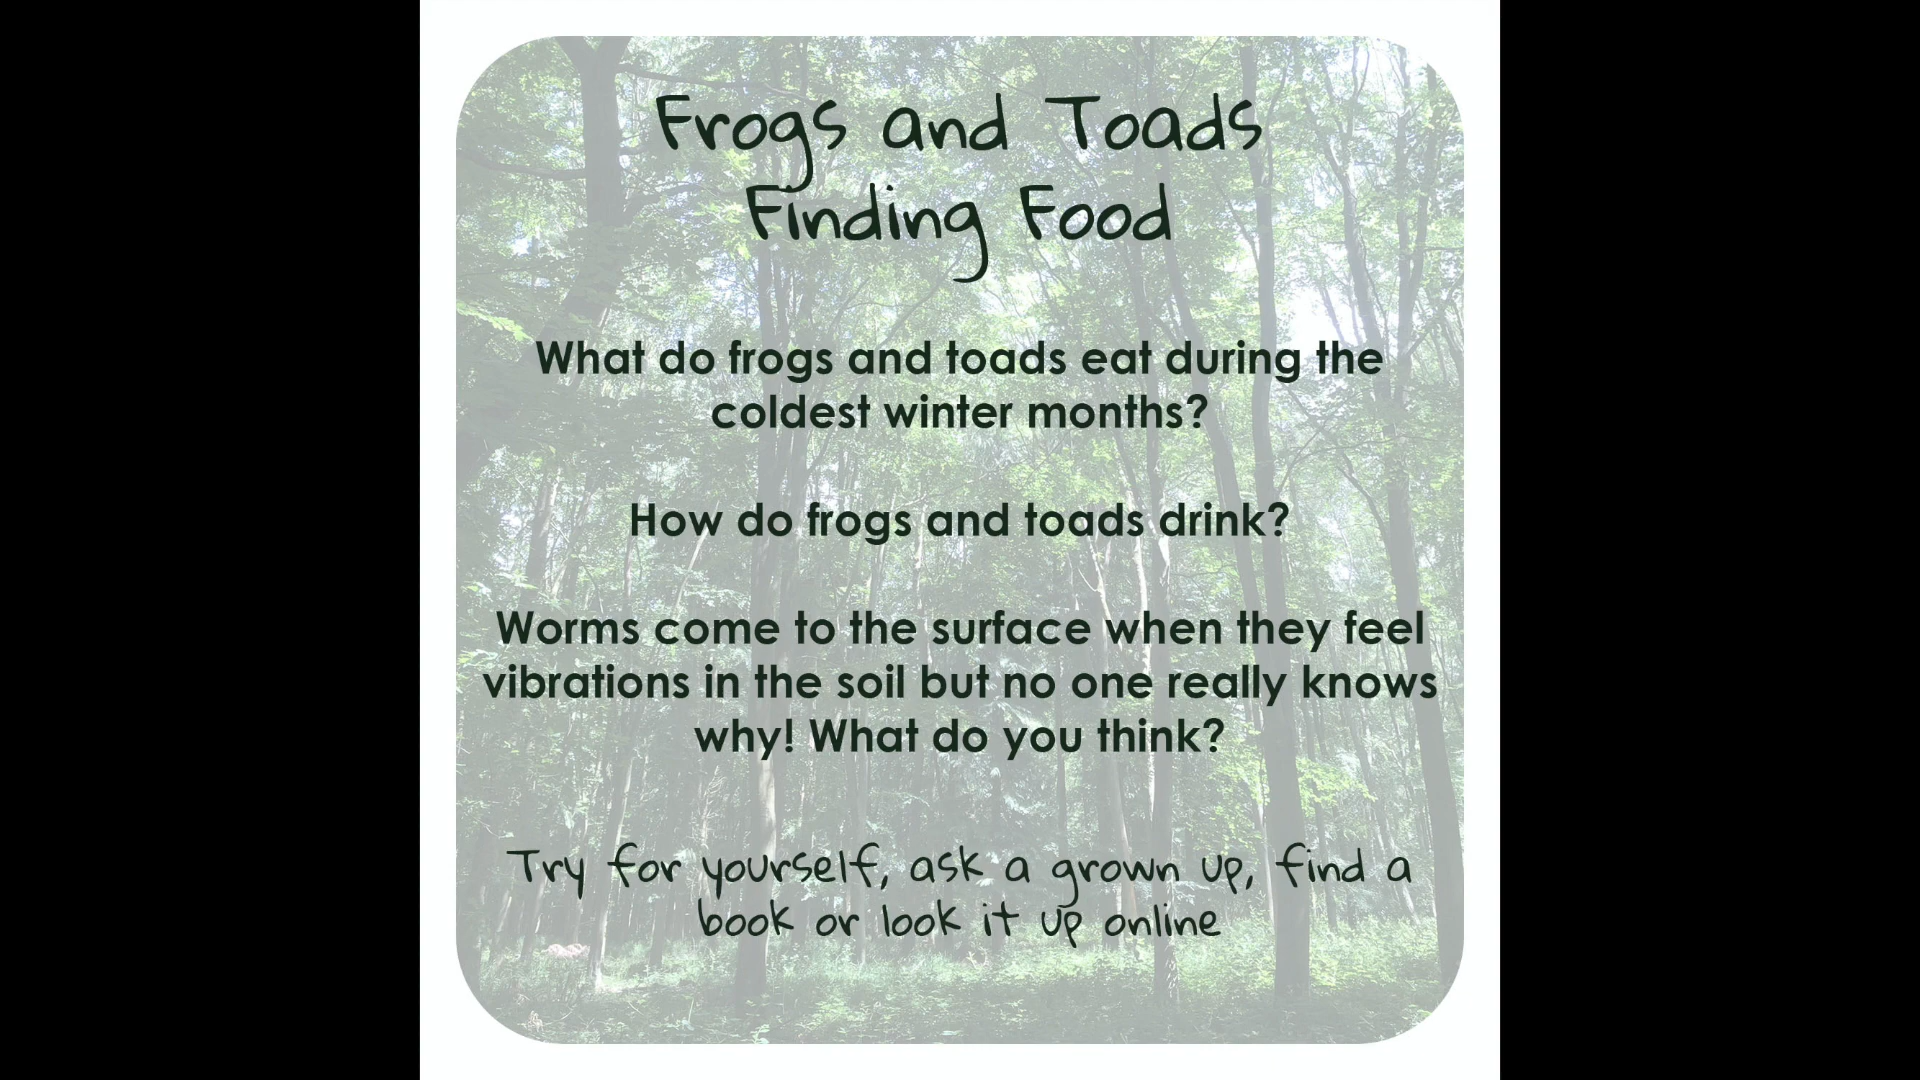 Frogs and Toads
Finding Food
What do frogs and toads eat during the
coldest winter months?
How do frogs and toads drink?
Worms come to the surface when they feel
vibrations in the soil but no one really knows
why! What do you think?
Try for yourself, ask a grown up, find a
book or look it up online